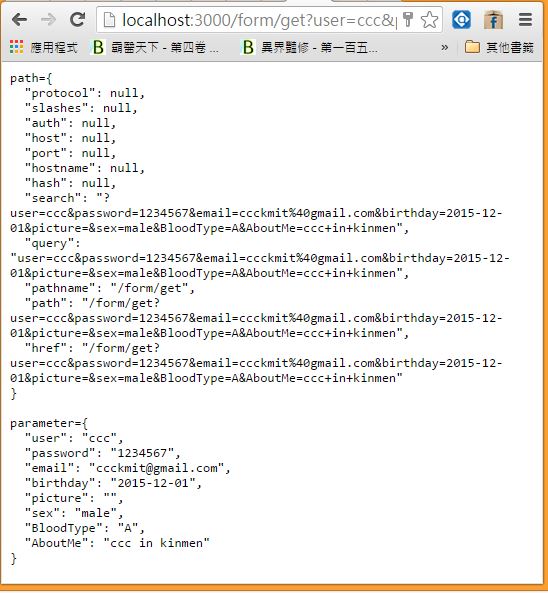 localhost:3000/form/get?user=ccc&
應用程式
霸醫天下 - 第四卷
異界醫修 - 第一百五...
»
其他書籤
path={
"protocol": null,
"slashes": null,
"auth": null,
"host": null,
"port": null,
"hostname": null,
"hash": null,
"search": "?
user=ccc&password=1234567&email=ccckmit%40gmail.com&birthday=2015-12-
01&picture=&sex=male&BloodType=A&AboutMe=ccc+in+kinmen",
"query":
"user=ccc&password=1234567&email=ccckmit%40gmail.com&birthday=2015-12-
01&picture=&sex=male&BloodType=A&AboutMe=ccc+in+kinmen",
"pathname": "/form/get",
"path": "/form/get?
user=ccc&password=1234567&email=ccckmit%40gmail.com&birthday=2015-12-
01&picture=&sex=male&BloodType=A&AboutMe=ccc+in+kinmen",
"href": "/form/get?
user=ccc&password=1234567&email=ccckmit%40gmail.com&birthday=2015-12-
01&picture=&sex=male&BloodType=A&AboutMe=ccc+in+kinmen"
}
parameter={
"user": "ccc",
"password": "1234567",
"email": "ccckmit@gmail.com",
"birthday": "2015-12-01",
"picture": "",
"sex": "male",
"BloodType": "A",
"AboutMe": "ccc in kinmen"
}